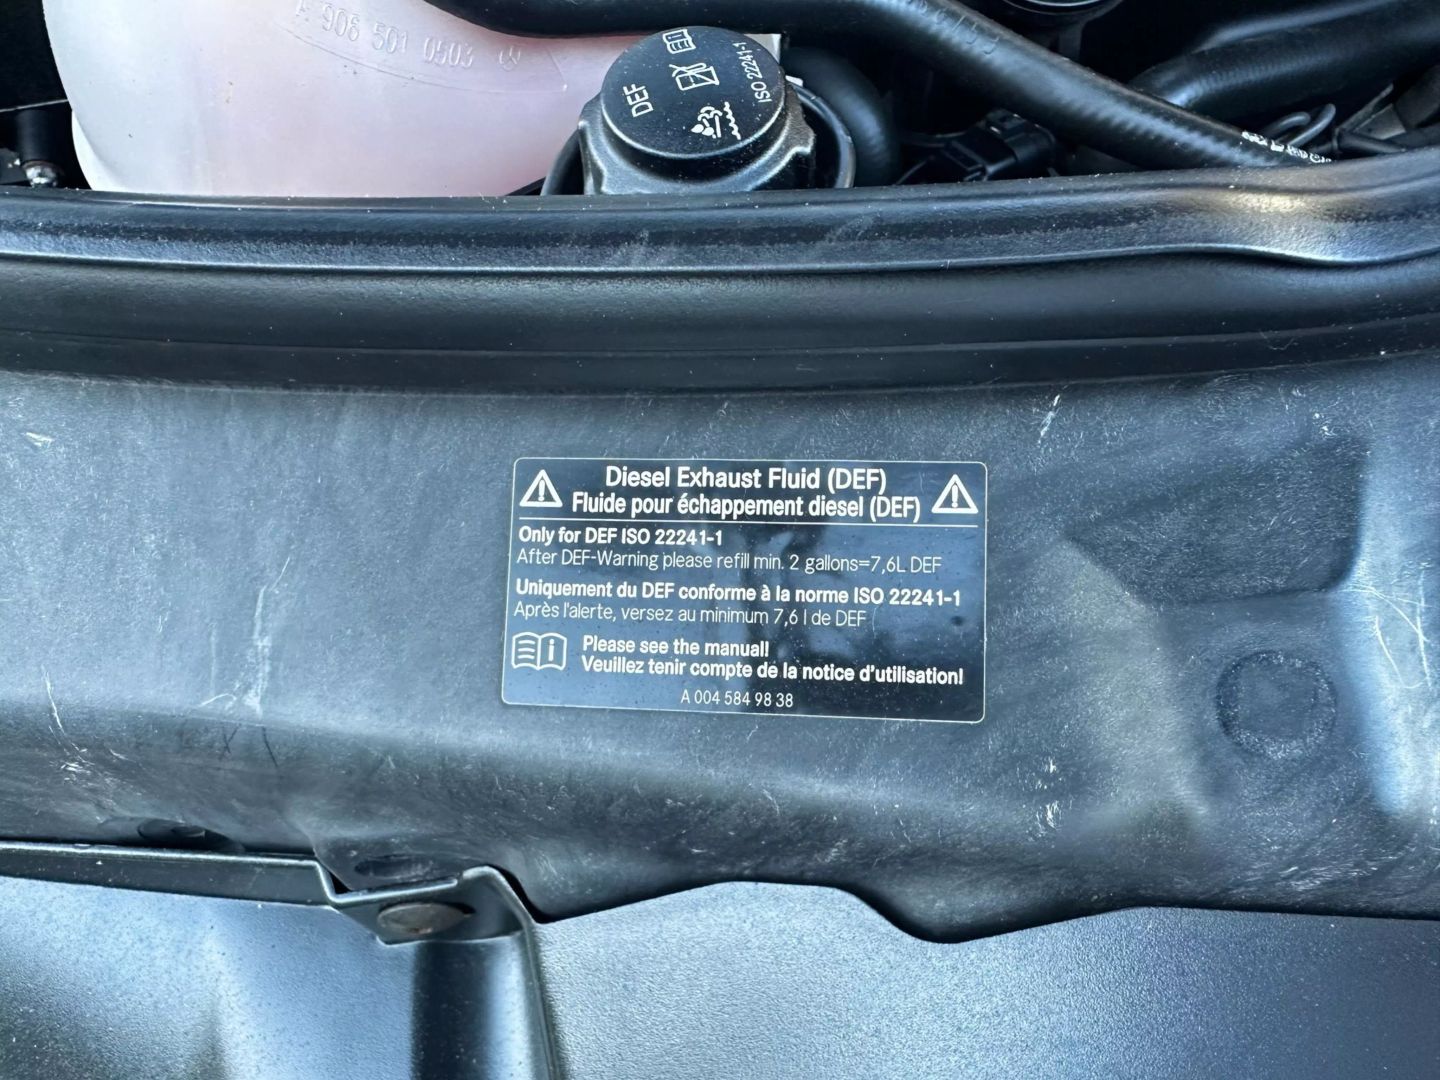 A 906 501 0503
DEF
ISO 22241-1
Diesel Exhaust Fluid (DEF)
Fluide pour échappement diesel (DEF)
Only for DEF ISO 22241-1
After DEF-Warning please refill min. 2 gallons=7,6L DEF
Uniquement du DEF conforme à la norme ISO 22241-1
Après l'alerte, versez au minimum 7,6 l de DEF
Please see the manual!
Veuillez tenir compte de la notice d'utilisation!
A 004 584 98 38